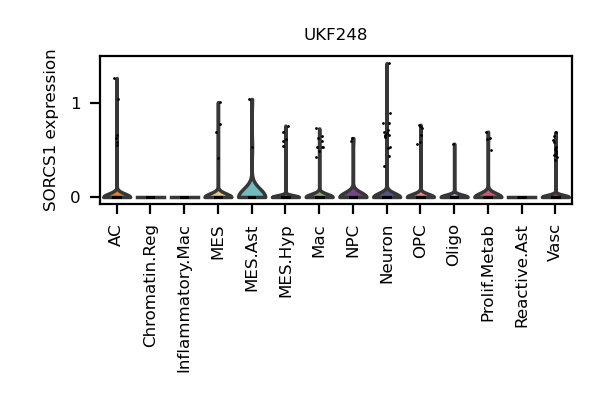 UKF248
SORCS1 expression
1
0
AC
Chromatin.Reg
Inflammatory.Mac
MES
MES.Ast
MES.Hyp
Mac
NPC
Neuron
OPC
Oligo
Prolif.Metab
Reactive.Ast
Vasc